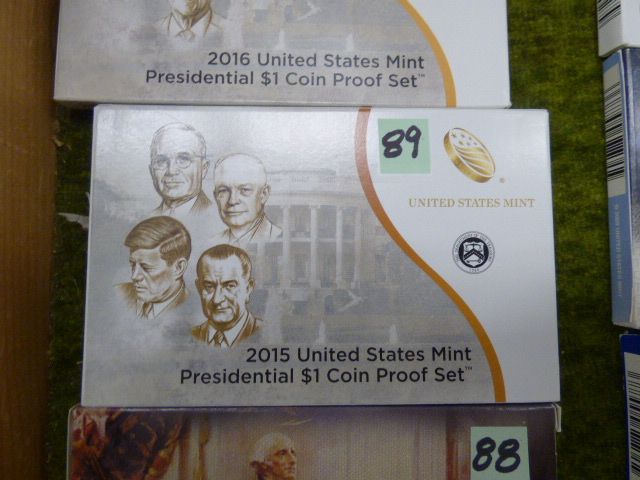 2016 United States Mint
Presidential $1 Coin Proof Set™
89
UNITED STATES MINT
2015 United States Mint
Presidential $1 Coin Proof Set™
88